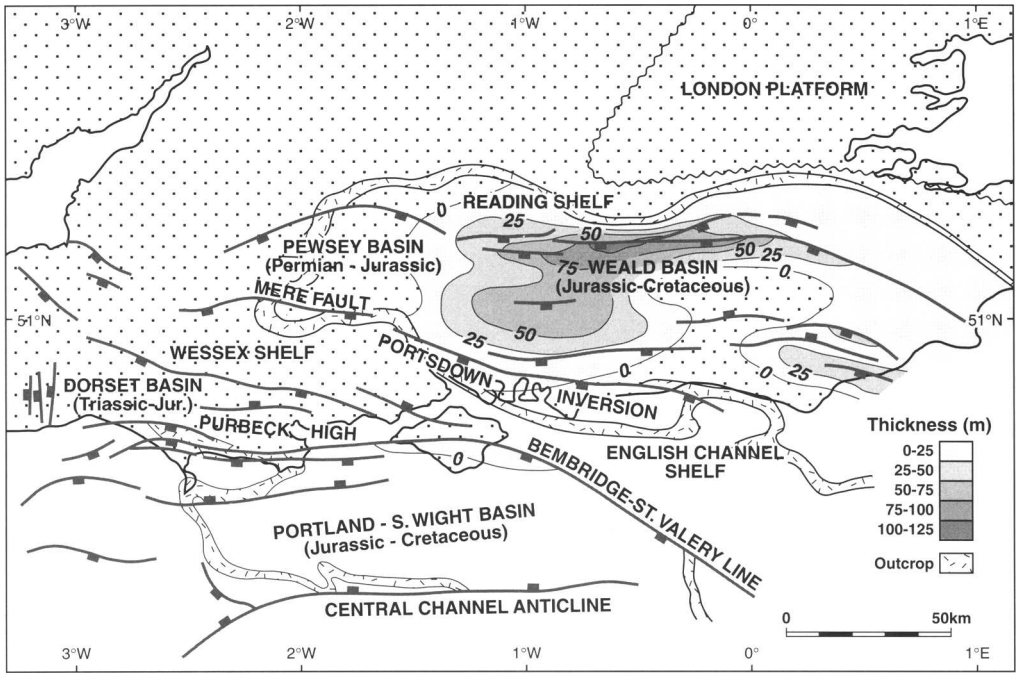 3°W
2°W
1°W
0°
1°E
LONDON PLATFORM
READING SHELF
0
25
50
PEWSEY BASIN
(Permian - Jurassic)
50
25
75
WEALD BASIN
(Jurassic-Cretaceous)
0
MERE FAULT
51°N
51°N
50
WESSEX SHELF
25
PORTSDOWN
INVERSION
0
0
25
DORSET BASIN
(Triassic-Jur.)
PURBECK HIGH
0
BEMBRIDGE-ST. VALERY LINE
ENGLISH CHANNEL
SHELF
Thickness (m)
0-25
25-50
50-75
75-100
100-125
Outcrop
PORTLAND - S. WIGHT BASIN
(Jurassic - Cretaceous)
CENTRAL CHANNEL ANTICLINE
0
50km
3°W
2°W
1°W
0°
1°E